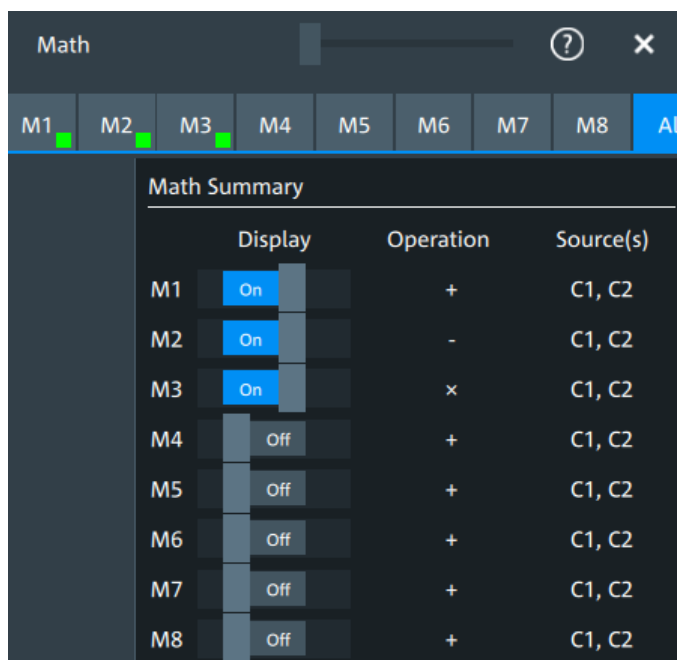 Math ? ×
M1 M2 M3 M4 M5 M6 M7 M8
Math Summary
Display Operation Source(s)
M1 On + C1, C2
M2 On - C1, C2
M3 On × C1, C2
M4 Off + C1, C2
M5 Off + C1, C2
M6 Off + C1, C2
M7 Off + C1, C2
M8 Off + C1, C2